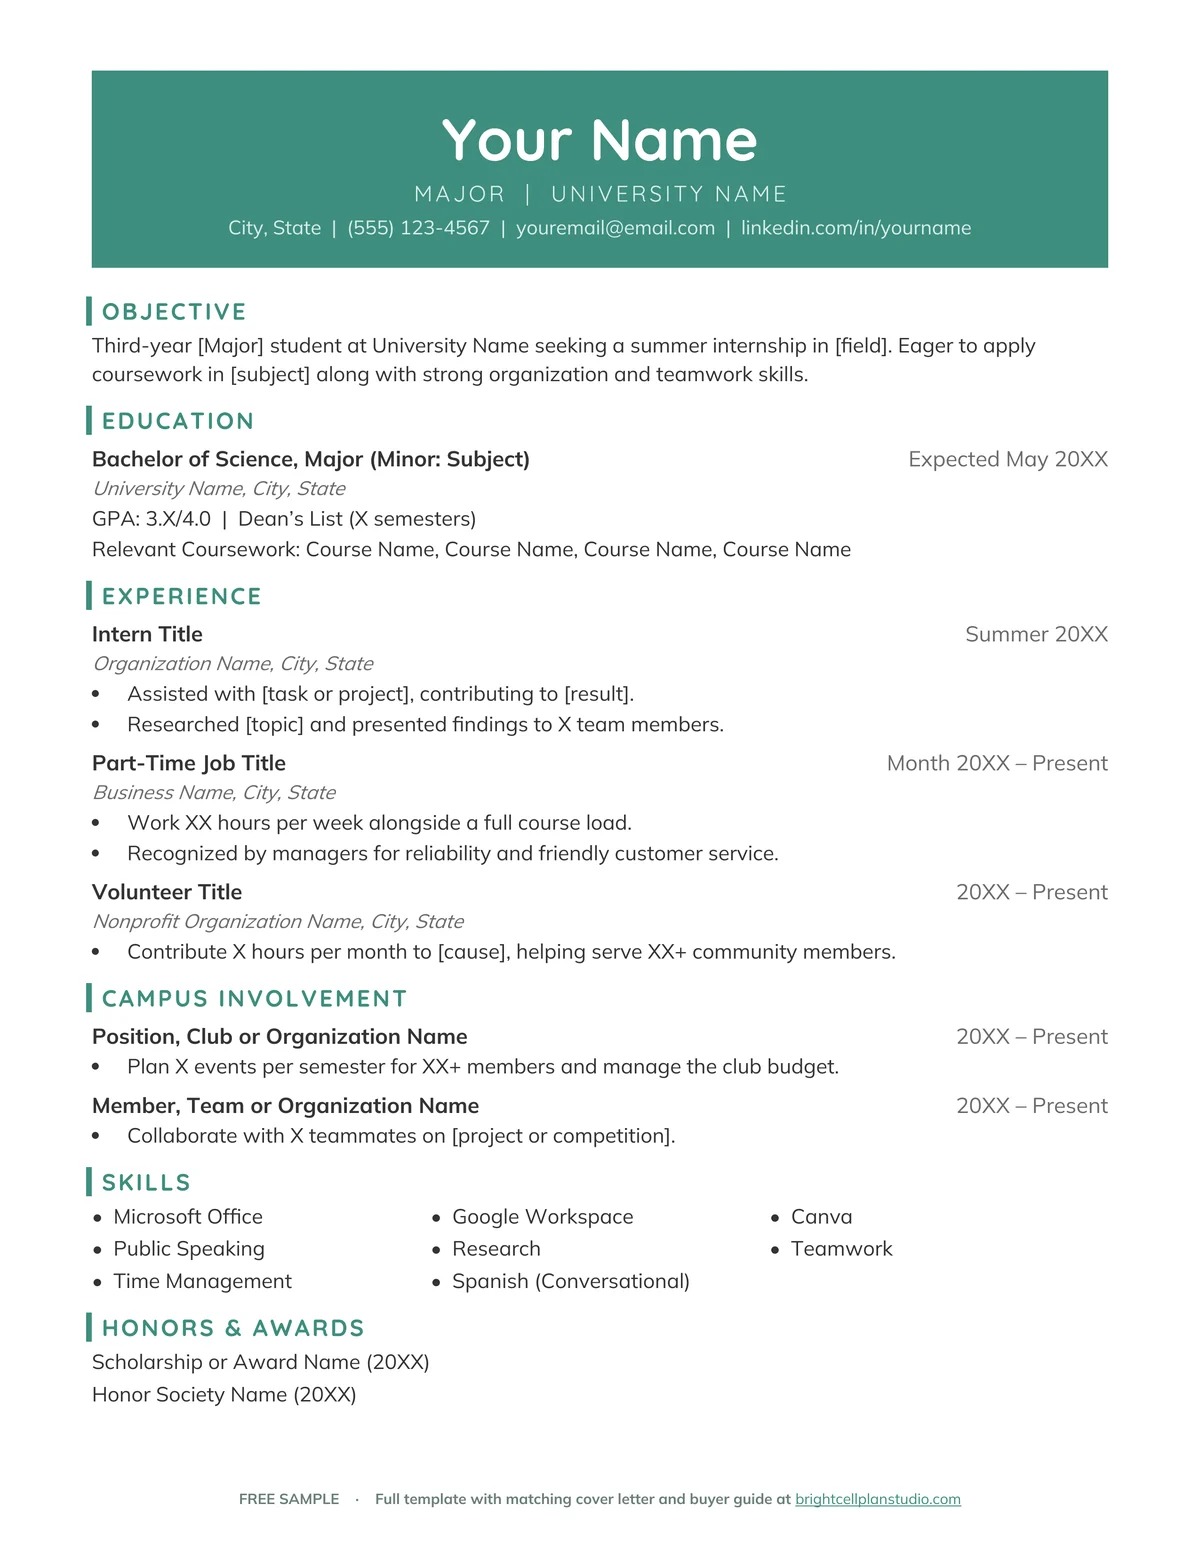 Your Name
MAJOR | UNIVERSITY NAME
City, State | (555) 123-4567 | youremail@email.com | linkedin.com/in/yourname
OBJECTIVE
Third-year [Major] student at University Name seeking a summer internship in [field]. Eager to apply
coursework in [subject] along with strong organization and teamwork skills.
EDUCATION
Bachelor of Science, Major (Minor: Subject) Expected May 20XX
University Name, City, State
GPA: 3.X/4.0 | Dean’s List (X semesters)
Relevant Coursework: Course Name, Course Name, Course Name, Course Name
EXPERIENCE
Intern Title Summer 20XX
Organization Name, City, State
• Assisted with [task or project], contributing to [result].
• Researched [topic] and presented findings to X team members.
Part-Time Job Title Month 20XX – Present
Business Name, City, State
• Work XX hours per week alongside a full course load.
• Recognized by managers for reliability and friendly customer service.
Volunteer Title 20XX – Present
Nonprofit Organization Name, City, State
• Contribute X hours per month to [cause], helping serve XX+ community members.
CAMPUS INVOLVEMENT
Position, Club or Organization Name 20XX – Present
• Plan X events per semester for XX+ members and manage the club budget.
Member, Team or Organization Name 20XX – Present
• Collaborate with X teammates on [project or competition].
SKILLS
• Microsoft Office • Google Workspace • Canva
• Public Speaking • Research • Teamwork
• Time Management • Spanish (Conversational)
HONORS & AWARDS
Scholarship or Award Name (20XX)
Honor Society Name (20XX)
FREE SAMPLE · Full template with matching cover letter and buyer guide at brightcellplanstudio.com